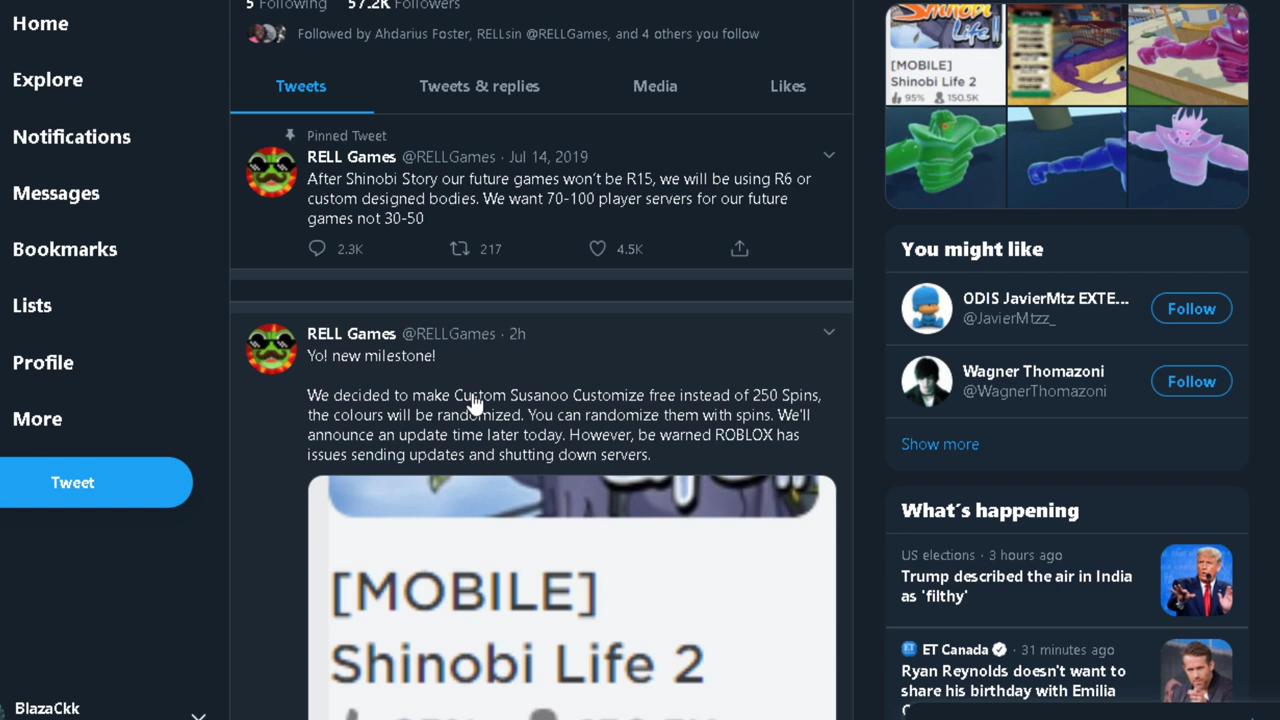 Home
Explore
Notifications
Messages
Bookmarks
Lists
Profile
More
Tweet
BlazaCkk
5 Following 57.2K Followers
Followed by Ahdarius Foster, RELLsin @RELLGames, and 4 others you follow
Tweets
Tweets & replies
Media
Likes
Pinned Tweet
RELL Games @RELLGames · Jul 14, 2019
After Shinobi Story our future games won't be R15, we will be using R6 or
custom designed bodies. We want 70-100 player servers for our future
games not 30-50
2.3K
217
4.5K
RELL Games @RELLGames · 2h
Yo! new milestone!
We decided to make Custom Susanoo Customize free instead of 250 Spins,
the colours will be randomized. You can randomize them with spins. We'll
announce an update time later today. However, be warned ROBLOX has
issues sending updates and shutting down servers.
[MOBILE]
Shinobi Life 2
Shinobi
Life II
[MOBILE]
Shinobi Life 2
95% 150.5K
You might like
ODIS JavierMtz EXTE...
@JavierMtzz_
Follow
Wagner Thomazoni
@WagnerThomazoni
Follow
Show more
What's happening
US elections · 3 hours ago
Trump described the air in India
as 'filthy'
ET Canada · 31 minutes ago
Ryan Reynolds doesn't want to
share his birthday with Emilia